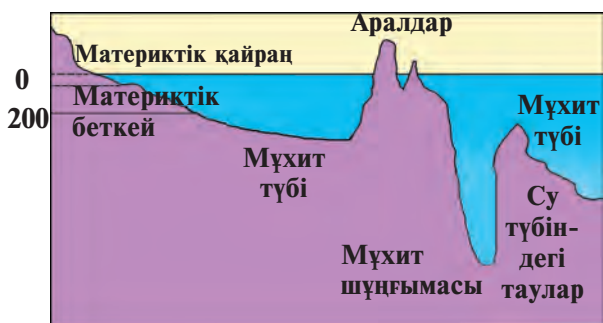 Аралдар
Материктік қайраң
0
Материктік
беткей
200
Мұхит
түбі
Мұхит
түбі
Мұхит
шұңғымасы
Су
түбін-
дегі
таулар